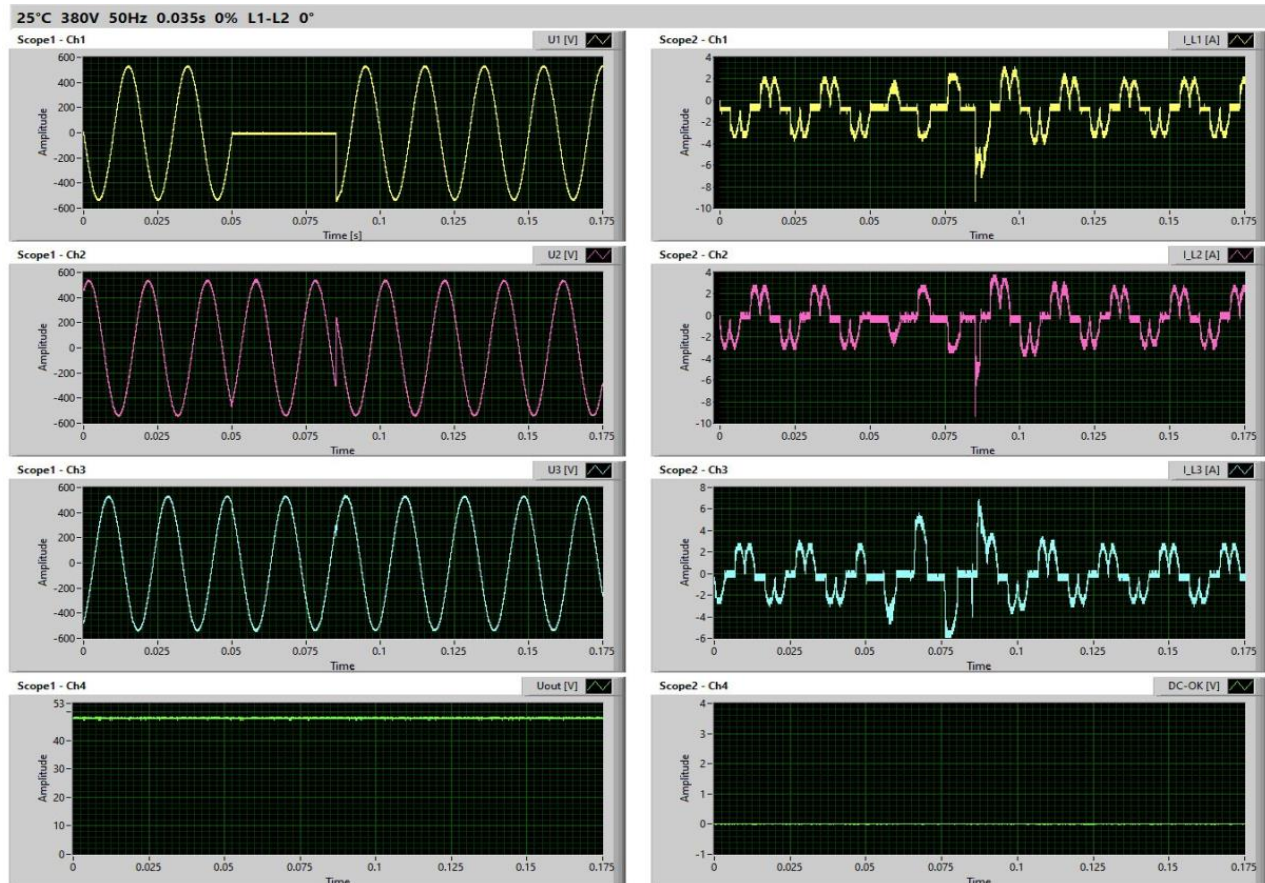 25°C 380V 50Hz 0.035s 0% L1-L2 0°
Scope1 - Ch1 U1 [V]
600
400
200
0
-200
-400
-600
Amplitude
0 0.025 0.05 0.075 0.1 0.125 0.15 0.175
Time [s]
Scope2 - Ch1 I_L1 [A]
4
2
0
-2
-4
-6
-8
-10
Amplitude
0 0.025 0.05 0.075 0.1 0.125 0.15 0.175
Time
Scope1 - Ch2 U2 [V]
600
400
200
0
-200
-400
-600
Amplitude
0 0.025 0.05 0.075 0.1 0.125 0.15 0.175
Time
Scope2 - Ch2 I_L2 [A]
4
2
0
-2
-4
-6
-8
-10
Amplitude
0 0.025 0.05 0.075 0.1 0.125 0.15 0.175
Time
Scope1 - Ch3 U3 [V]
600
400
200
0
-200
-400
-600
Amplitude
0 0.025 0.05 0.075 0.1 0.125 0.15 0.175
Time
Scope2 - Ch3 I_L3 [A]
8
6
4
2
0
-2
-4
-6
Amplitude
0 0.025 0.05 0.075 0.1 0.125 0.15 0.175
Time
Scope1 - Ch4 Uout [V]
53
40
30
20
10
0
Amplitude
0 0.025 0.05 0.075 0.1 0.125 0.15 0.175
Time
Scope2 - Ch4 DC-OK [V]
4
3
2
1
0
-1
Amplitude
0 0.025 0.05 0.075 0.1 0.125 0.15 0.175
Time